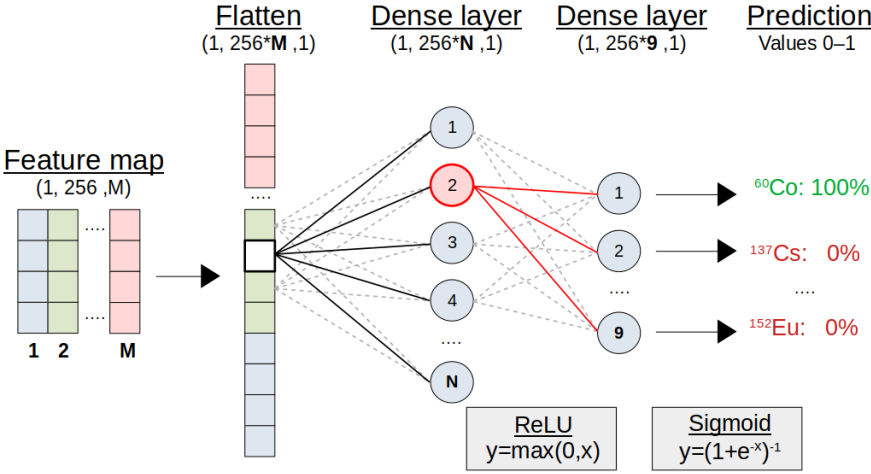 Flatten
(1, 256*M ,1)
Dense layer
(1, 256*N ,1)
Dense layer
(1, 256*9 ,1)
Prediction
Values 0–1
Feature map
(1, 256 ,M)
....
....
1 2 M
....
1
2
3
4
....
N
1
2
....
9
60Co: 100%
137Cs: 0%
....
152Eu: 0%
ReLU
y=max(0,x)
Sigmoid
y=(1+e-x)-1